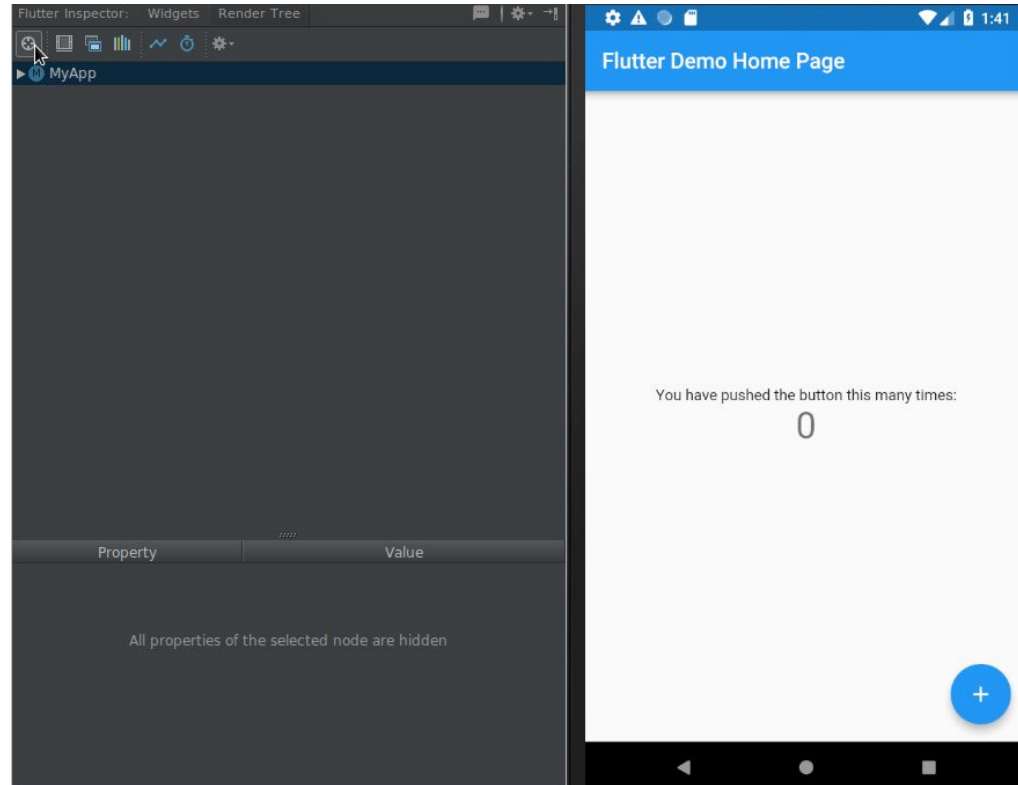 Flutter Inspector: Widgets Render Tree
MyApp
Property Value
All properties of the selected node are hidden
1:41
Flutter Demo Home Page
You have pushed the button this many times:
0
+